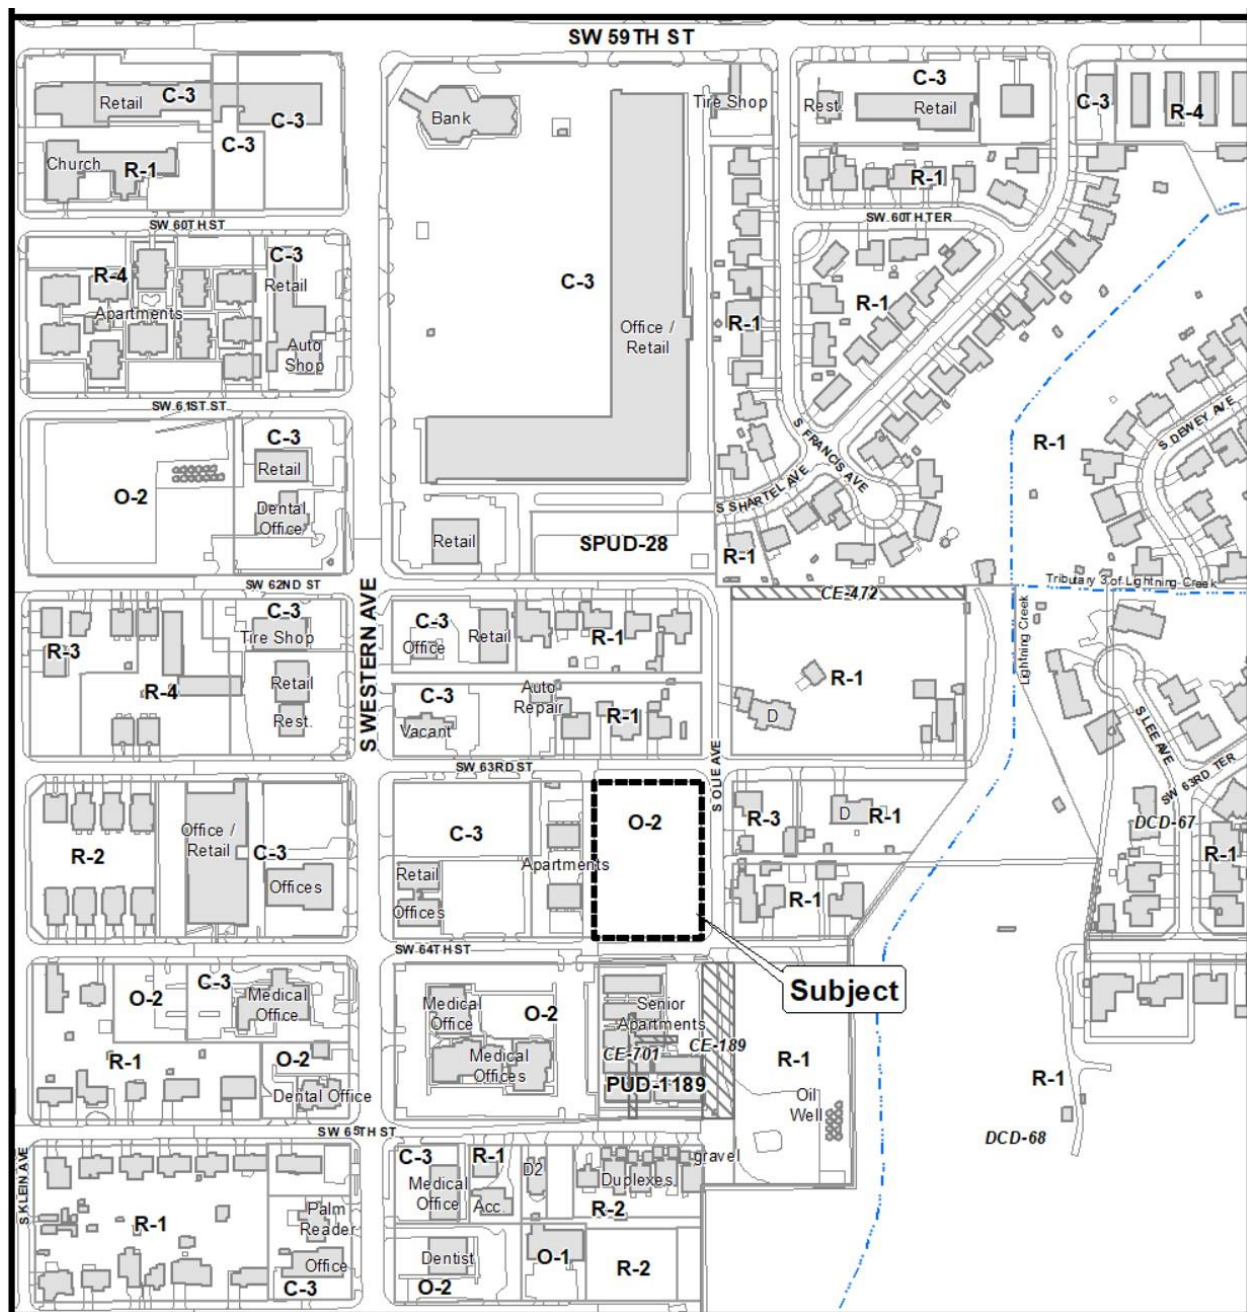 SW 59TH ST
Retail
C-3
C-3
C-3
Church
R-1
Bank
Tire Shop
Rest.
C-3
Retail
C-3
R-4
R-1
SW 60TH ST
SW 60TH TER
R-4
Apartments
C-3
Retail
Auto
Shop
C-3
Office /
Retail
R-1
R-1
SW 61ST ST
S FRANCIS AVE
S SHARTEL AVE
S DEWEY AVE
R-1
O-2
C-3
Retail
Dental
Office
Retail
SPUD-28
R-1
SW 62ND ST
S WESTERN AVE
CE-472
Tributary 3 of Lightning Creek
Lightning Creek
R-3
R-4
C-3
Tire Shop
Retail
Rest.
C-3
Office
Retail
R-1
C-3
Vacant
Auto
Repair
R-1
R-1
D
S LEE AVE
SW 63RD TER
SW 63RD ST
S OLIE AVE
R-2
Office /
Retail
C-3
Offices
C-3
Retail
Offices
Apartments
O-2
R-3
D
R-1
R-1
DCD-67
R-1
SW 64TH ST
Subject
O-2
C-3
Medical
Office
R-1
O-2
Dental Office
Medical
Office
O-2
Medical
Offices
Senior
Apartments
CE-701
CE-189
PUD-1189
R-1
Oil
Well
R-1
DCD-68
SW 65TH ST
S KLEIN AVE
R-1
Palm
Reader
Office
C-3
C-3
Medical
Office
R-1
Acc.
D2
Duplexes
gravel
R-2
Dentist
O-2
O-1
R-2